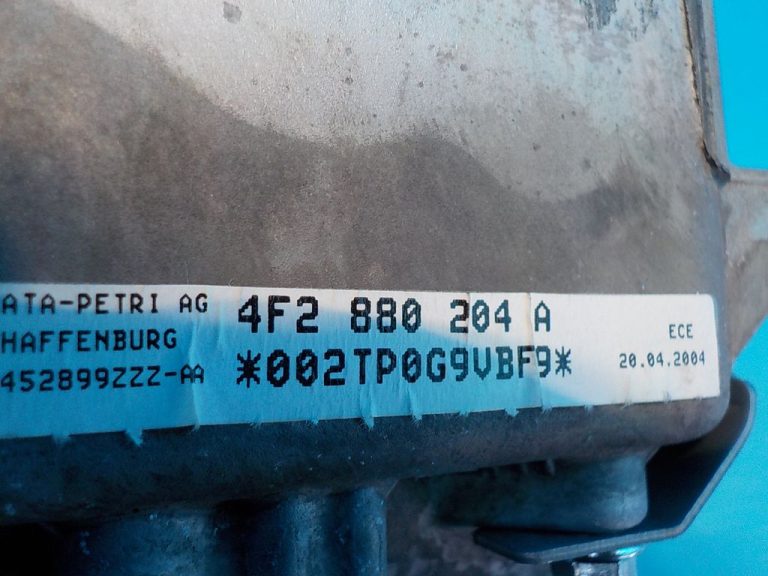 ATA-PETRI AG
HAFFENBURG
452899ZZZ-AA
4F2 880 204 A
*002TP0G9VBF9*
ECE
20.04.2004